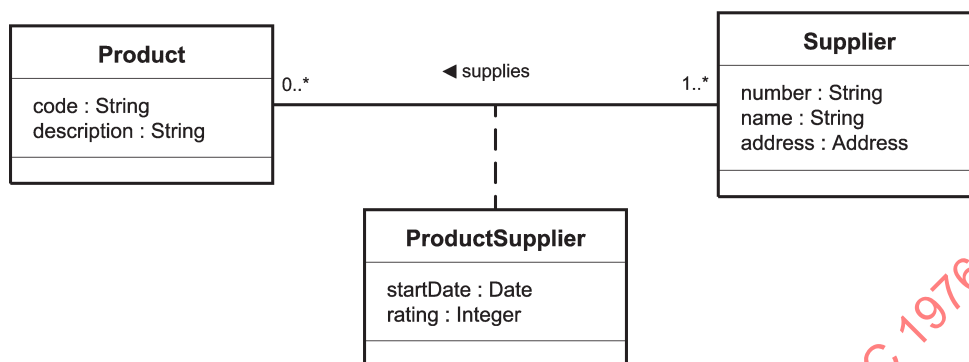 Product
code : String
description : String
0..*
◄ supplies
1..*
Supplier
number : String
name : String
address : Address
ProductSupplier
startDate : Date
rating : Integer
C 1976